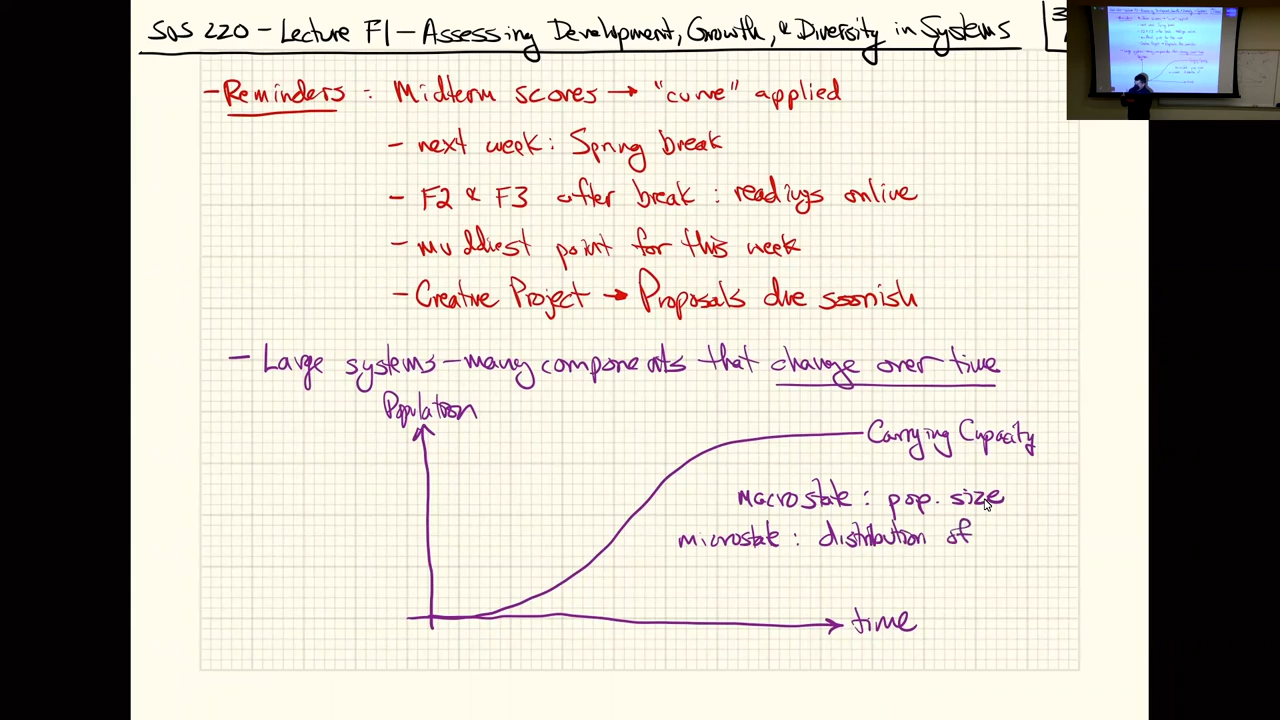 SOS 220 - Lecture F1 - Assessing Development, Growth, & Diversity in Systems
- Reminders : Midterm scores → "curve" applied
- next week : Spring break
- F2 & F3 after break : readings online
- muddiest point for this week
- Creative Project → Proposals due soonish
- Large systems - many components that change over time
Population
Carrying Capacity
macrostate : pop. size
microstate : distribution of
time